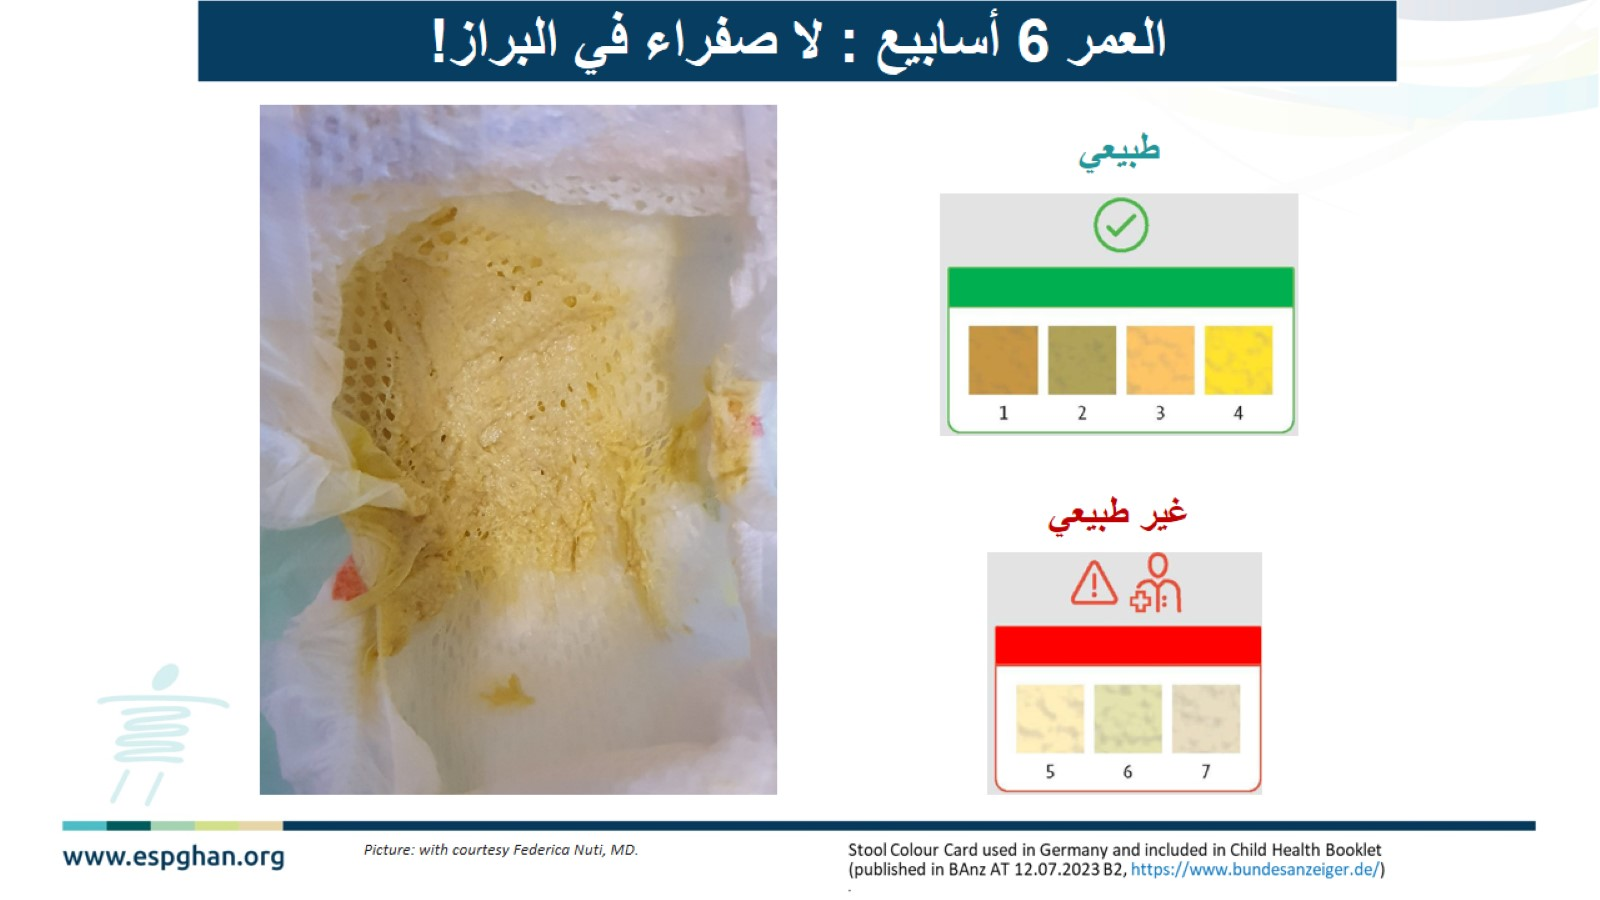 العمر 6 أسابيع : لا صفراء في البراز!
طبيعي
1 2 3 4
غير طبيعي
5 6 7
www.espghan.org
Picture: with courtesy Federica Nuti, MD.
Stool Colour Card used in Germany and included in Child Health Booklet
(published in BAnz AT 12.07.2023 B2, https://www.bundesanzeiger.de/)
.